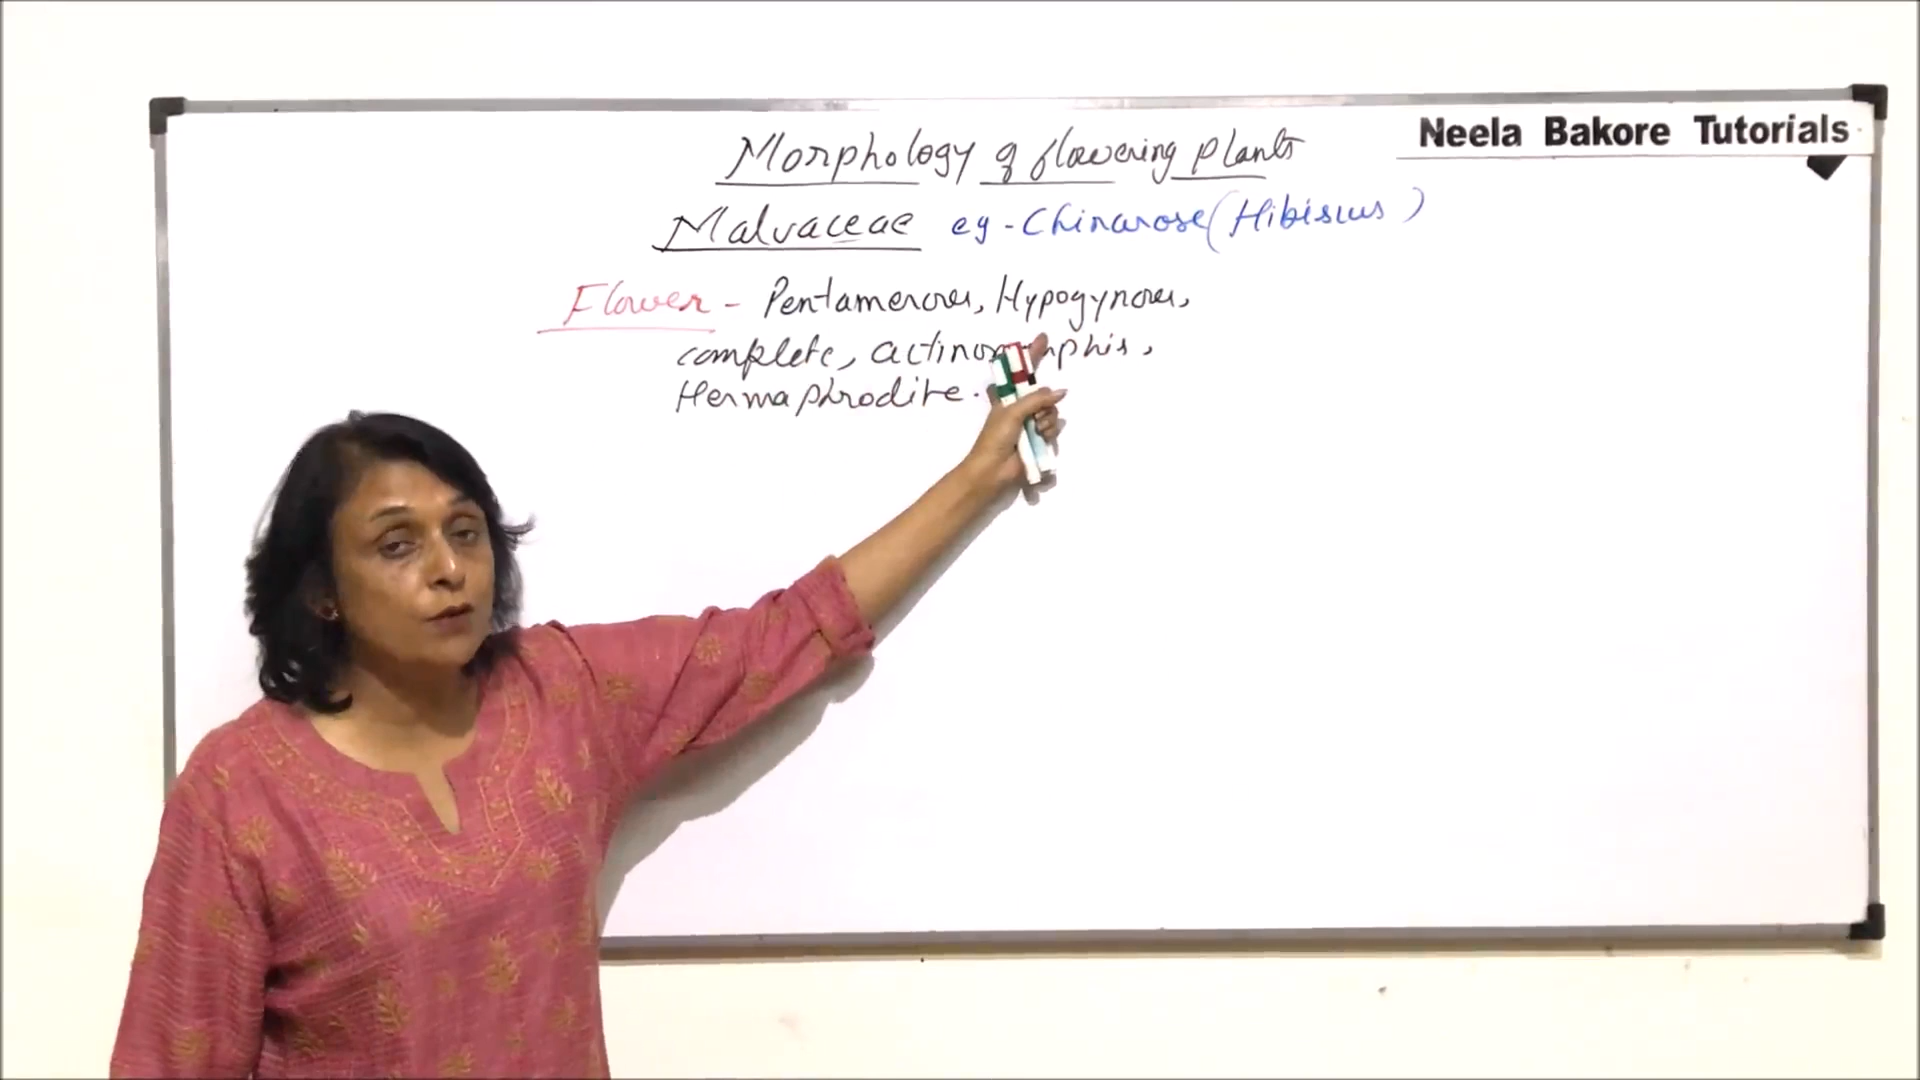 Neela Bakore Tutorials
Morphology of flowering plants
Malvaceae eg - Chinarose (Hibiscus)
Flower - Pentamerous, Hypogynous,
complete,
Hermaphrodite.